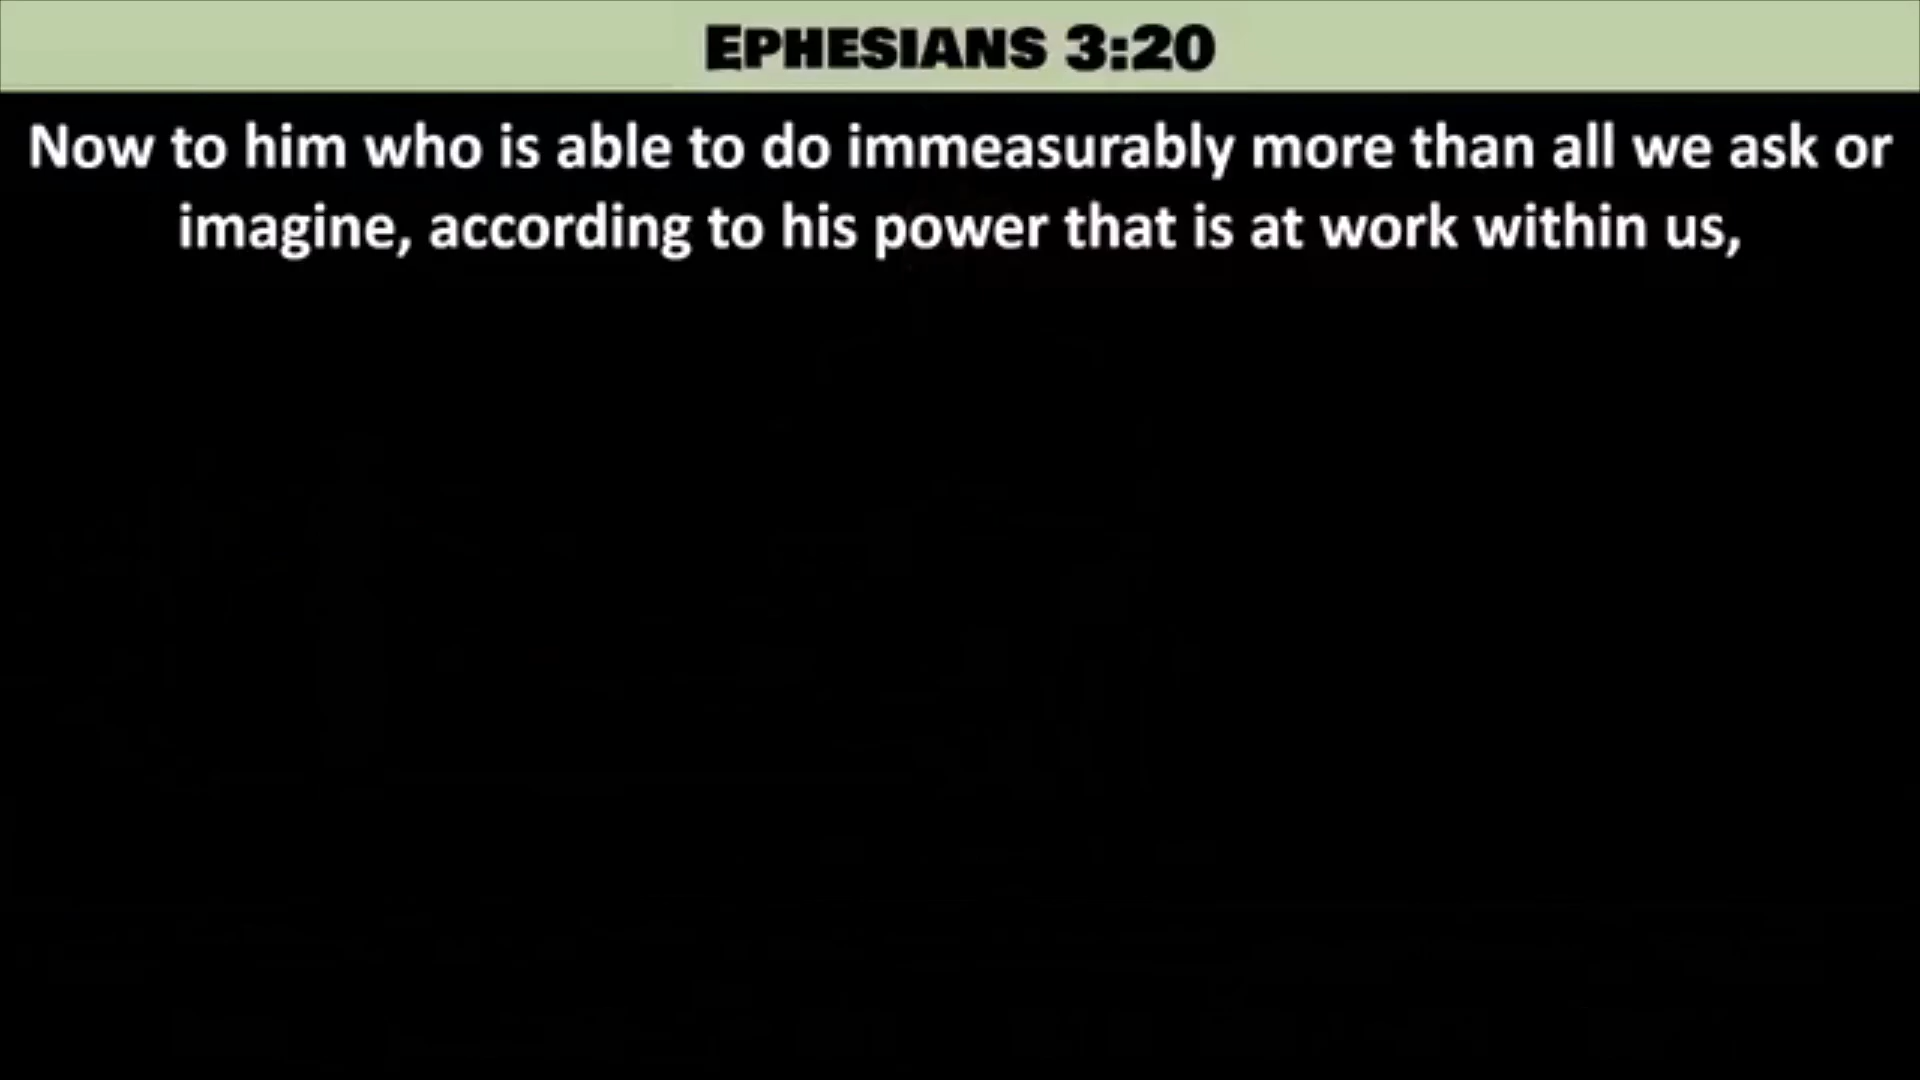 EPHESIANS 3:20
Now to him who is able to do immeasurably more than all we ask or
imagine, according to his power that is at work within us,